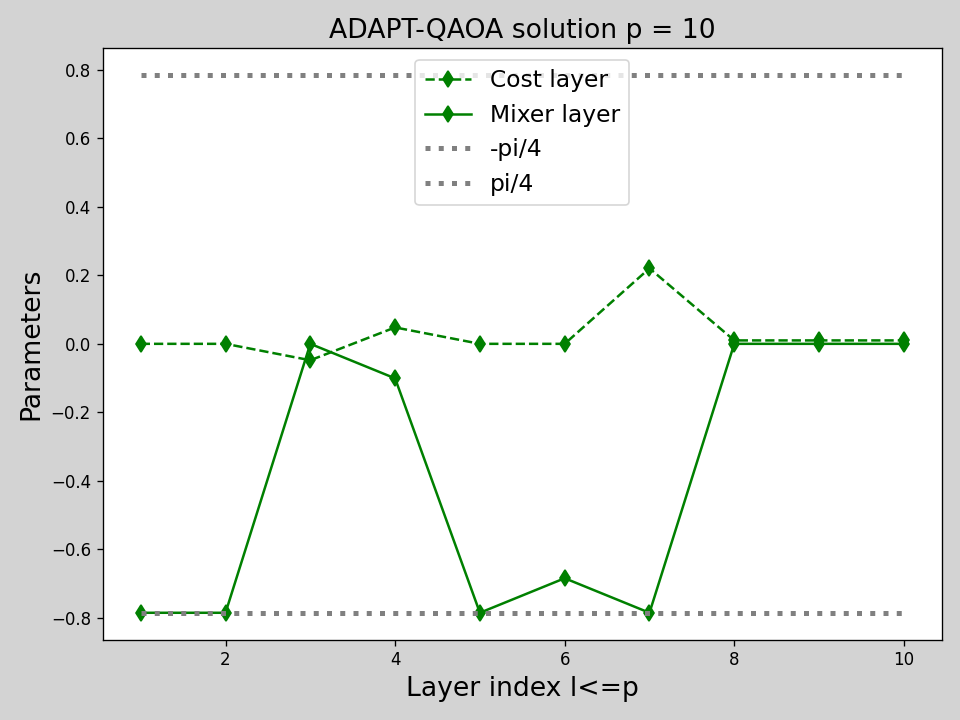 ADAPT-QAOA solution p = 10
Cost layer
Mixer layer
-pi/4
pi/4
Parameters
0.8
0.6
0.4
0.2
0.0
−0.2
−0.4
−0.6
−0.8
2
4
6
8
10
Layer index l<=p